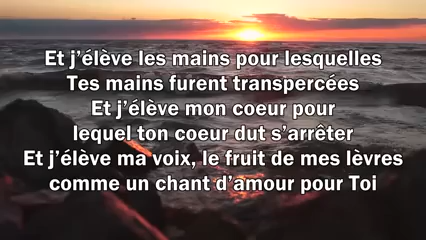 Et j’élève les mains pour lesquelles
Tes mains furent transpercées
Et j’élève mon coeur pour
lequel ton coeur dut s’arrêter
Et j’élève ma voix, le fruit de mes lèvres
comme un chant d’amour pour Toi